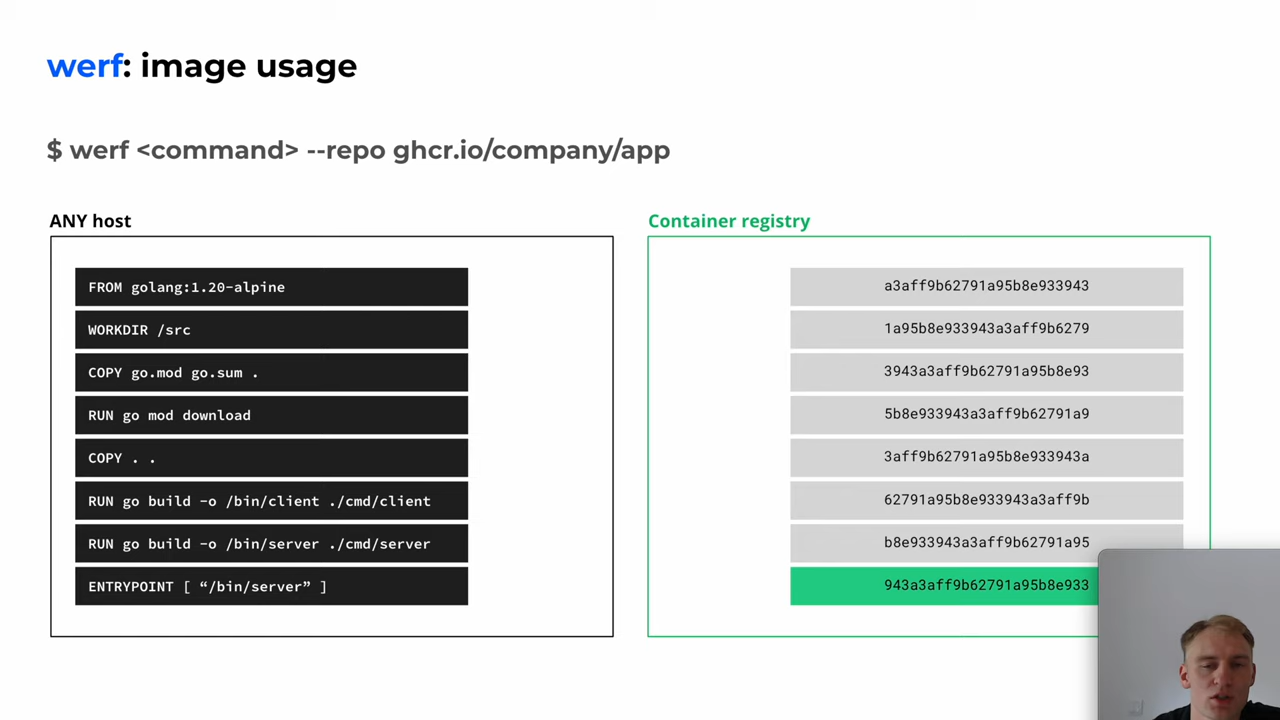 werf: image usage
$ werf <command> --repo ghcr.io/company/app
ANY host
FROM golang:1.20-alpine
WORKDIR /src
COPY go.mod go.sum .
RUN go mod download
COPY . .
RUN go build -o /bin/client ./cmd/client
RUN go build -o /bin/server ./cmd/server
ENTRYPOINT [ “/bin/server” ]
Container registry
a3aff9b62791a95b8e933943
1a95b8e933943a3aff9b6279
3943a3aff9b62791a95b8e93
5b8e933943a3aff9b62791a9
3aff9b62791a95b8e933943a
62791a95b8e933943a3aff9b
b8e933943a3aff9b62791a95
943a3aff9b62791a95b8e933